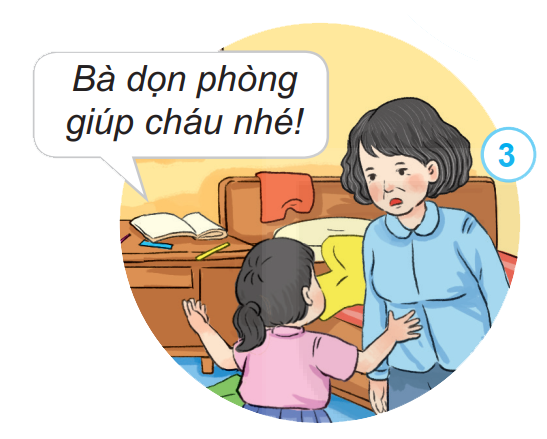 Bà dọn phòng
giúp cháu nhé!
3